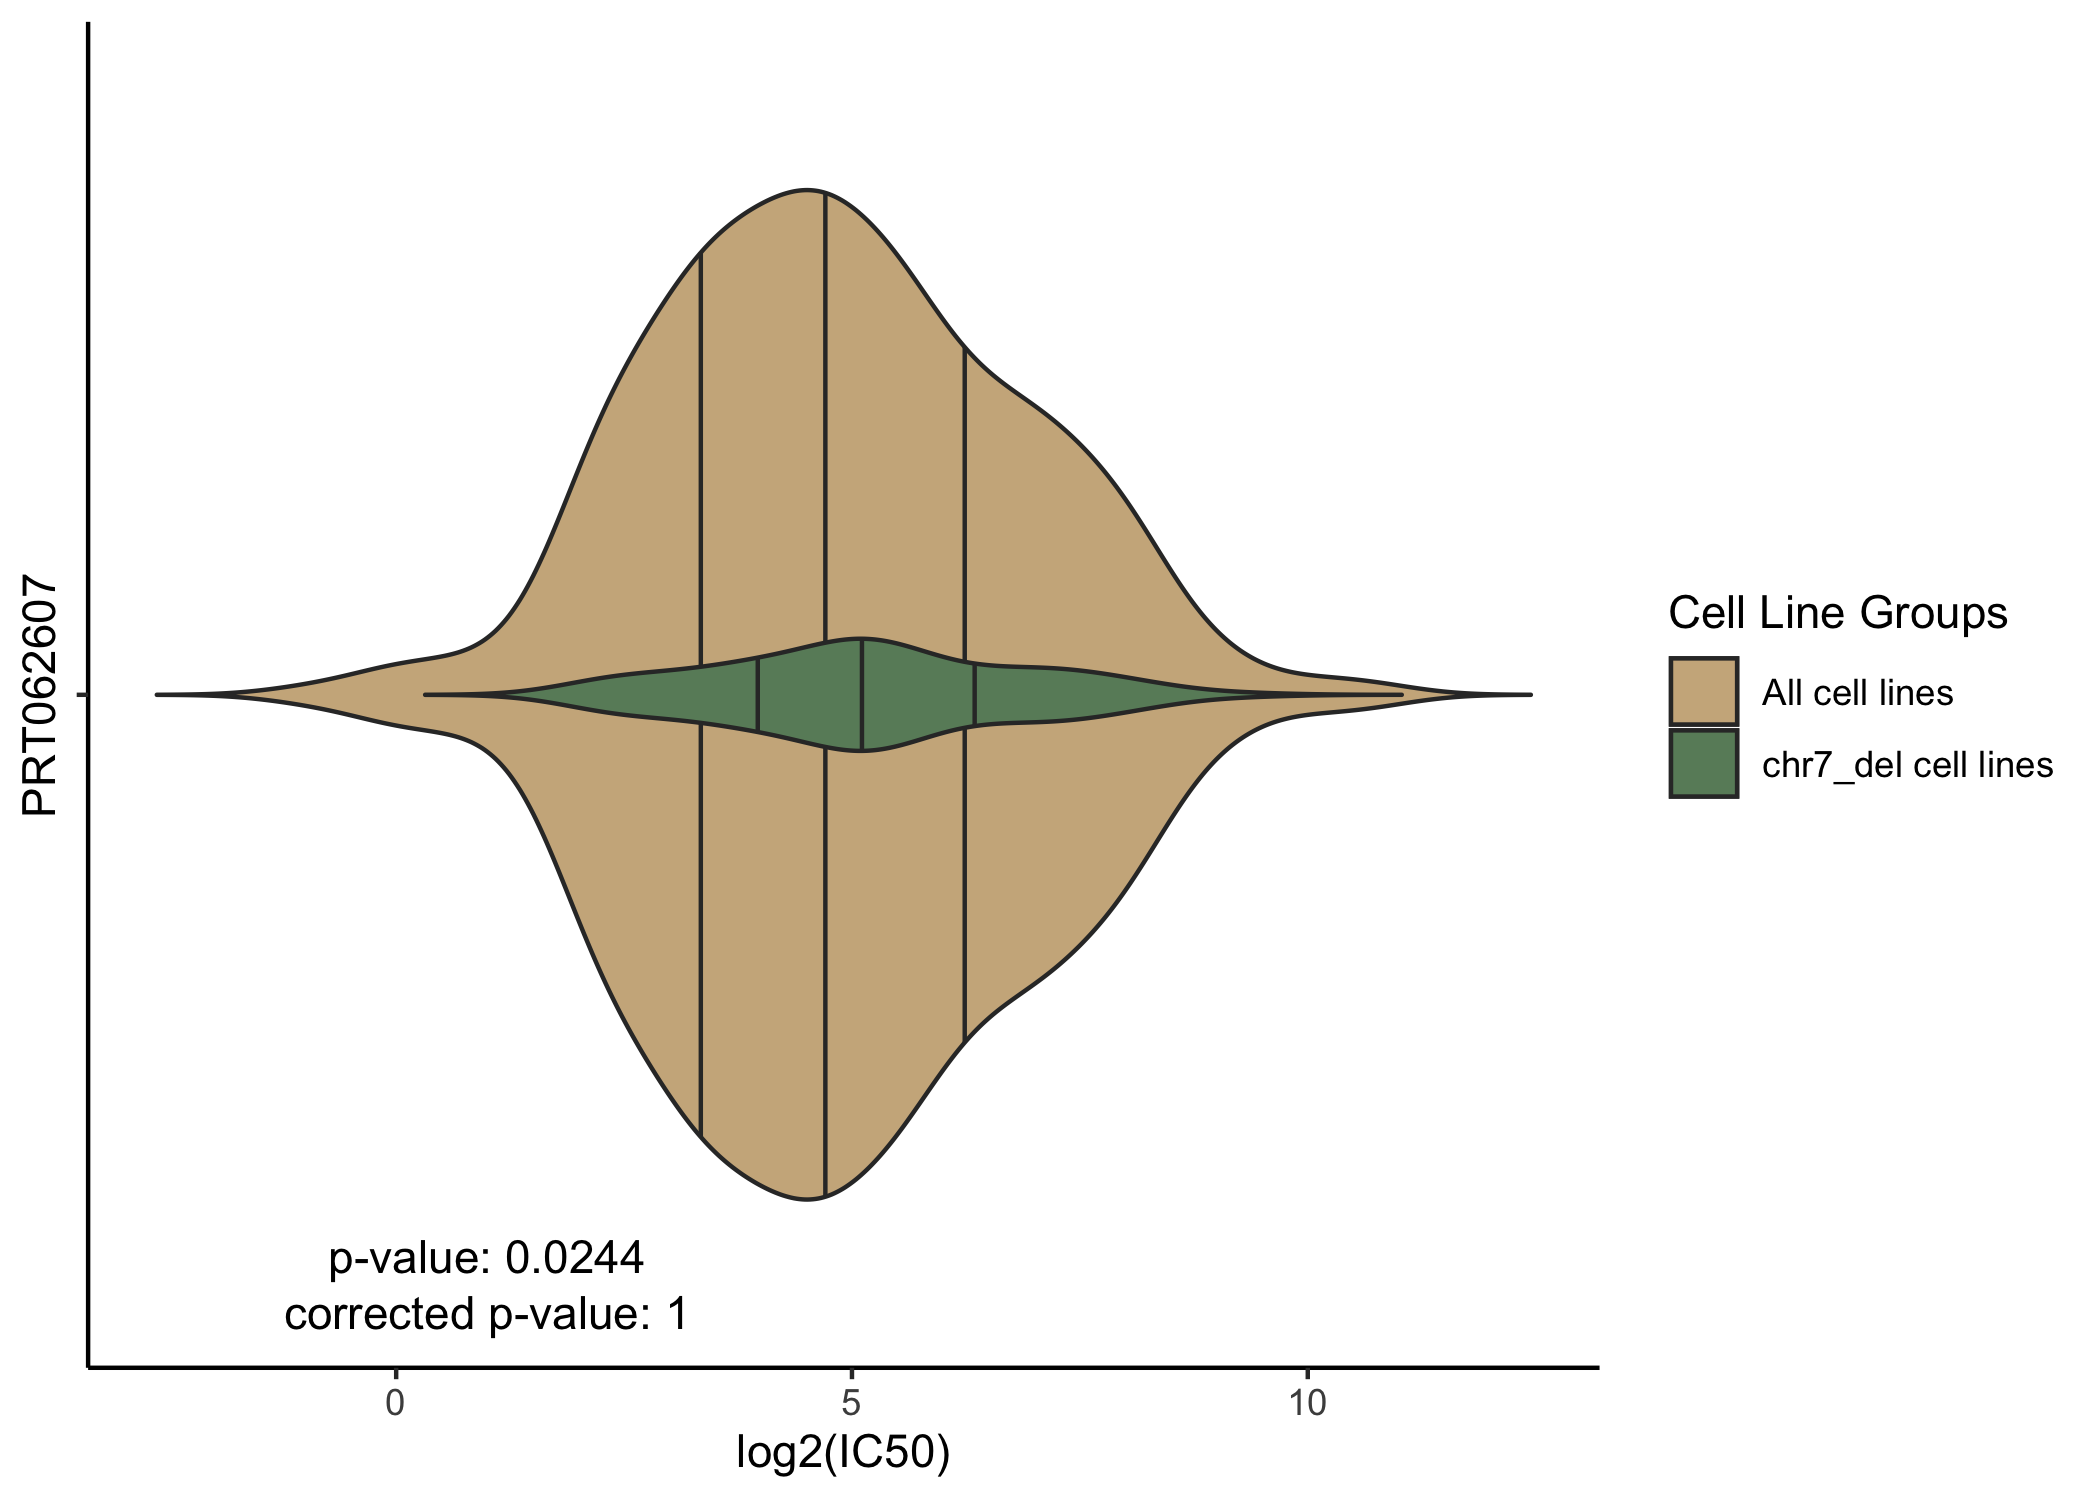 PRT062607
p-value: 0.0244
corrected p-value: 1
0
5
10
log2(IC50)
Cell Line Groups
All cell lines
chr7_del cell lines